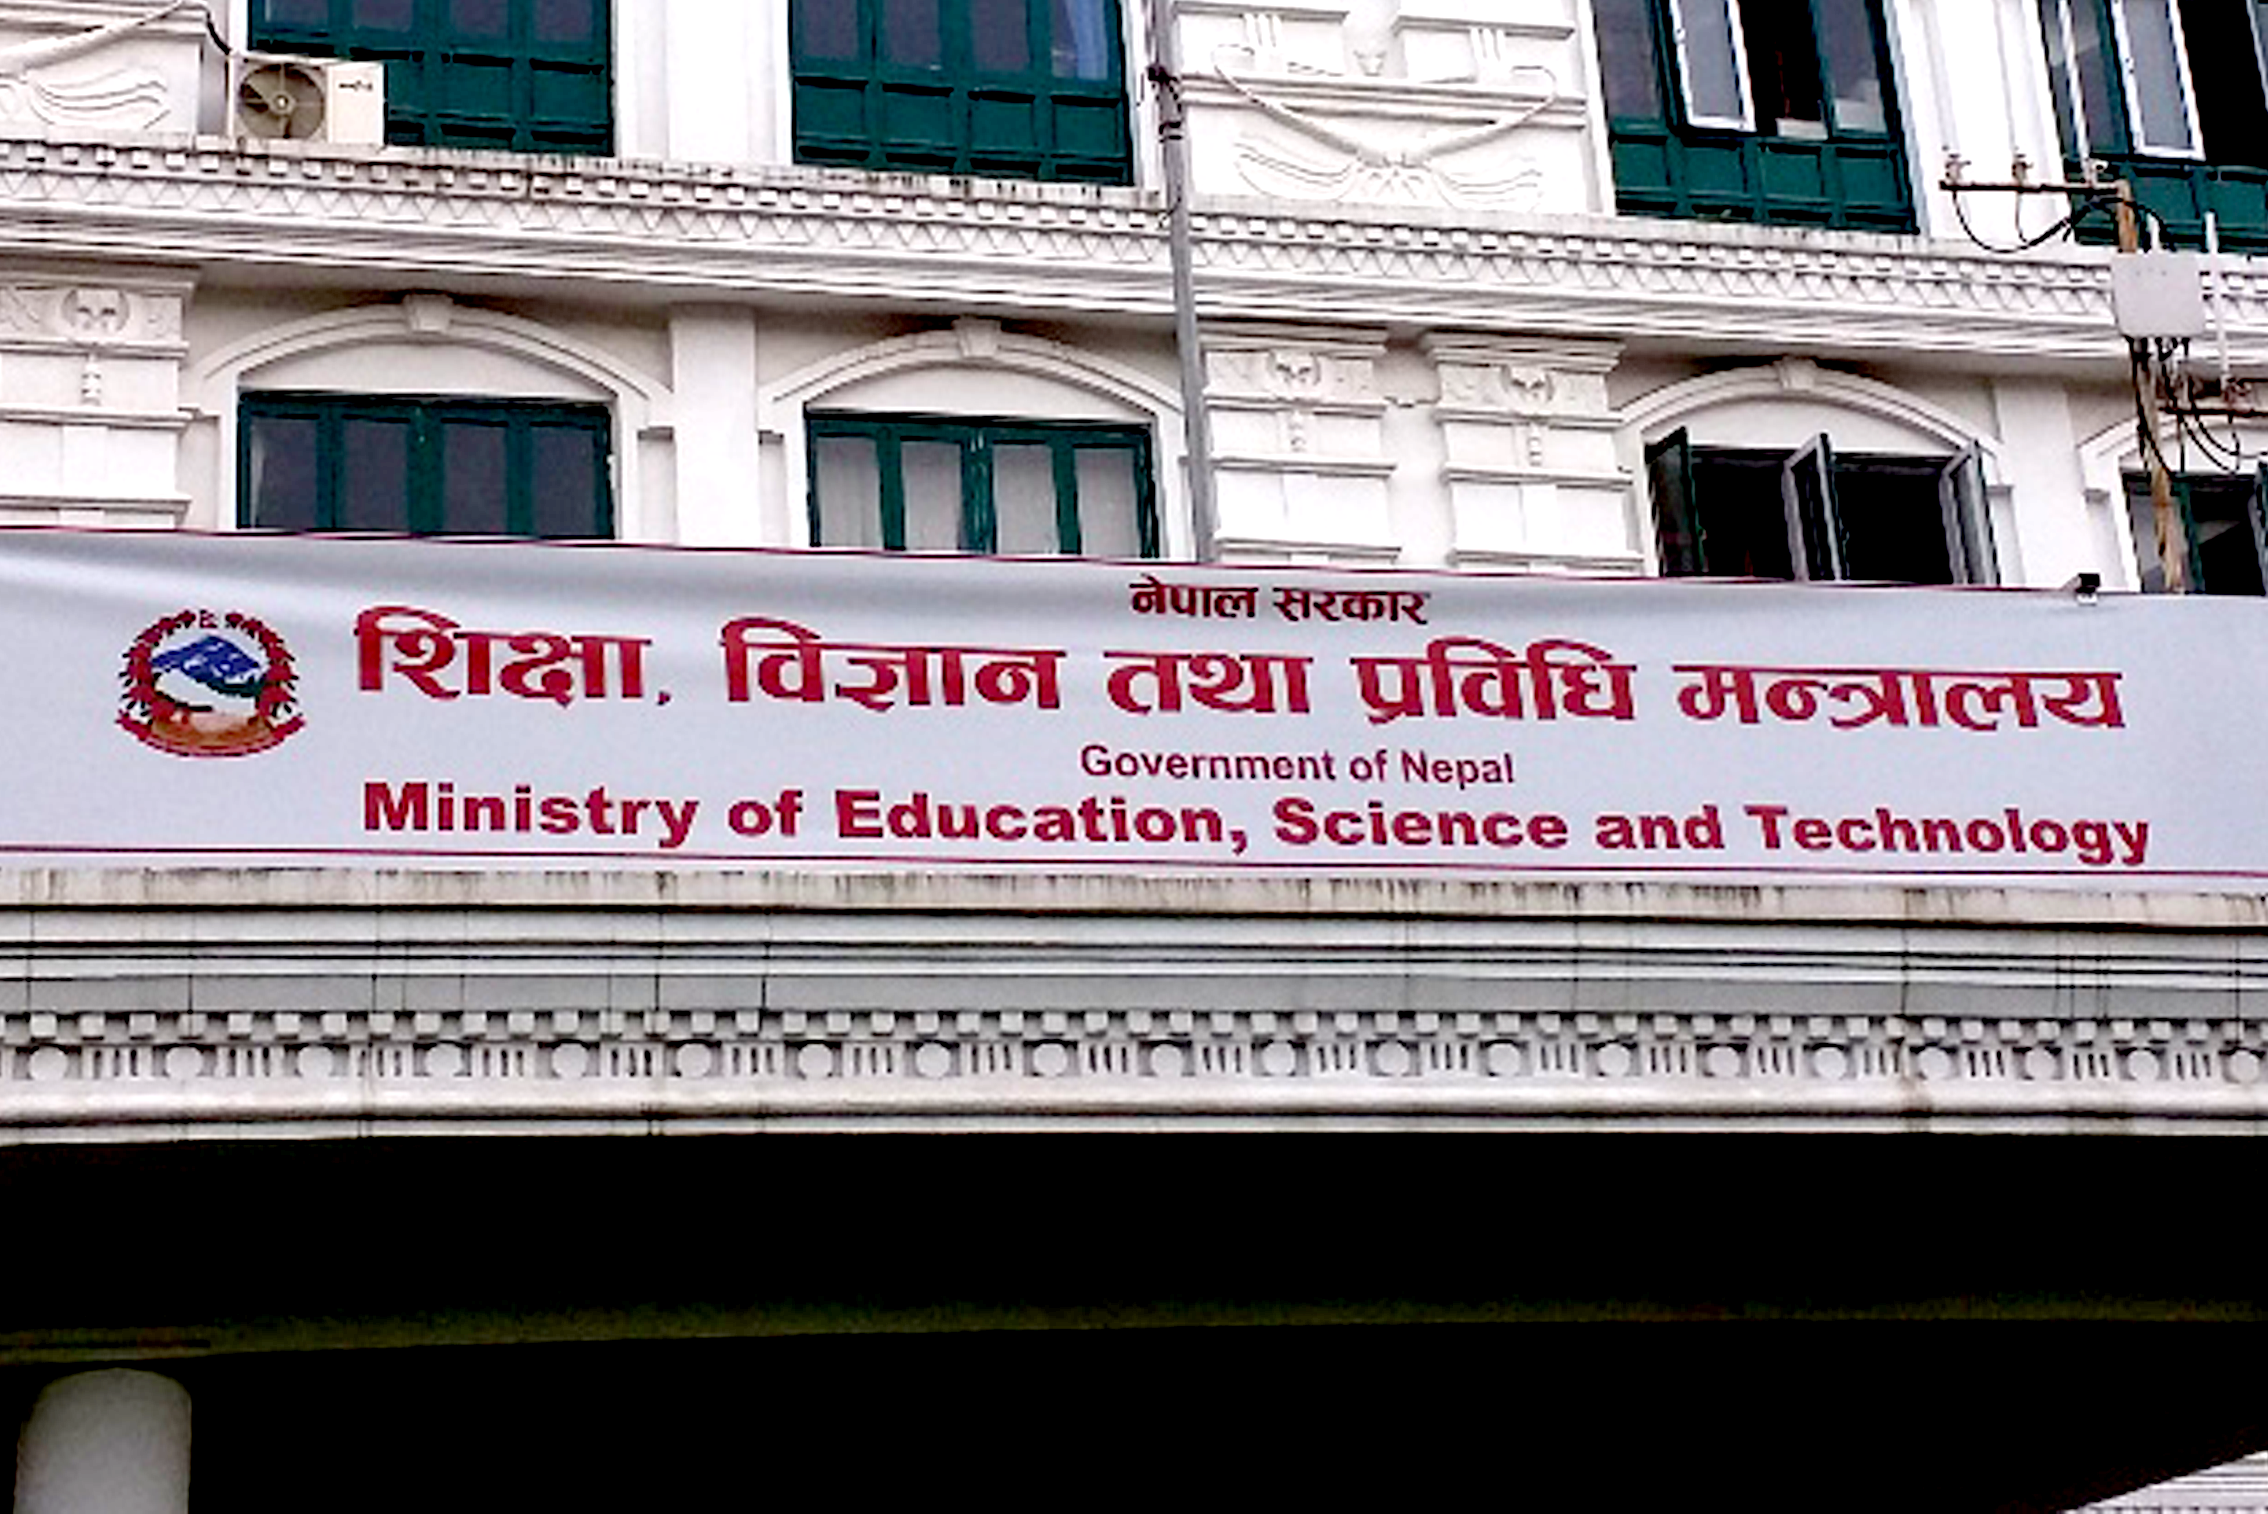 नेपाल सरकार
शिक्षा, विज्ञान तथा प्रविधि मन्त्रालय
Government of Nepal
Ministry of Education, Science and Technology